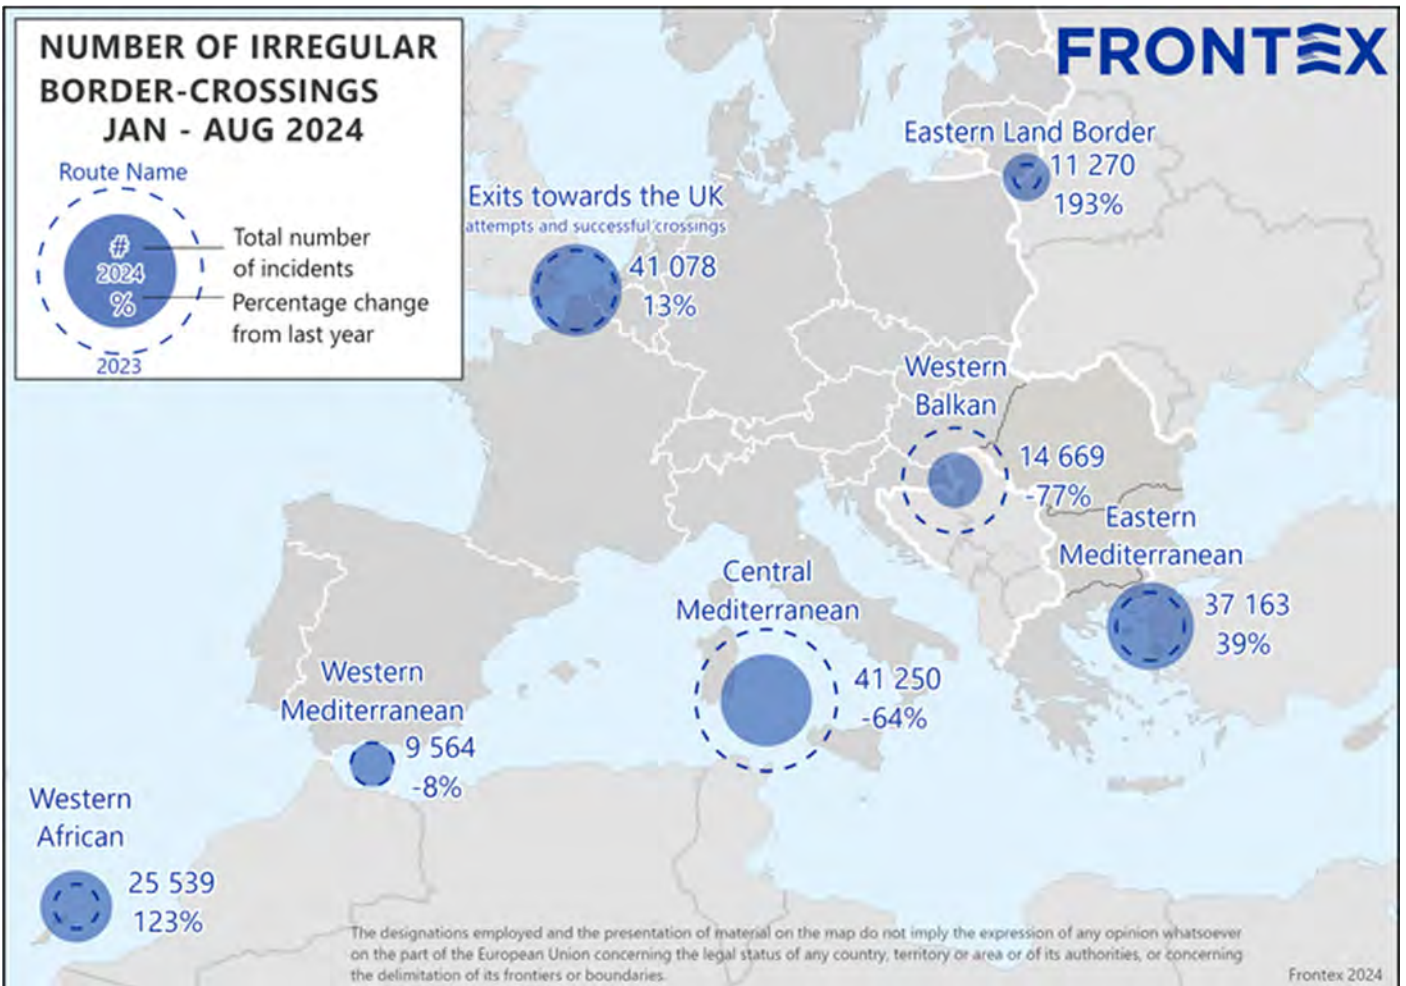 NUMBER OF IRREGULAR
BORDER-CROSSINGS
JAN - AUG 2024
Route Name
#
2024
%
2023
Total number
of incidents
Percentage change
from last year
FRONTEX
Eastern Land Border
11 270
193%
Exits towards the UK
attempts and successful crossings
41 078
13%
Western
Balkan
14 669
-77%
Eastern
Mediterranean
37 163
39%
Central
Mediterranean
41 250
-64%
Western
Mediterranean
9 564
-8%
Western
African
25 539
123%
The designations employed and the presentation of material on the map do not imply the expression of any opinion whatsoever
on the part of the European Union concerning the legal status of any country, territory or area or of its authorities, or concerning
the delimitation of its frontiers or boundaries.
Frontex 2024